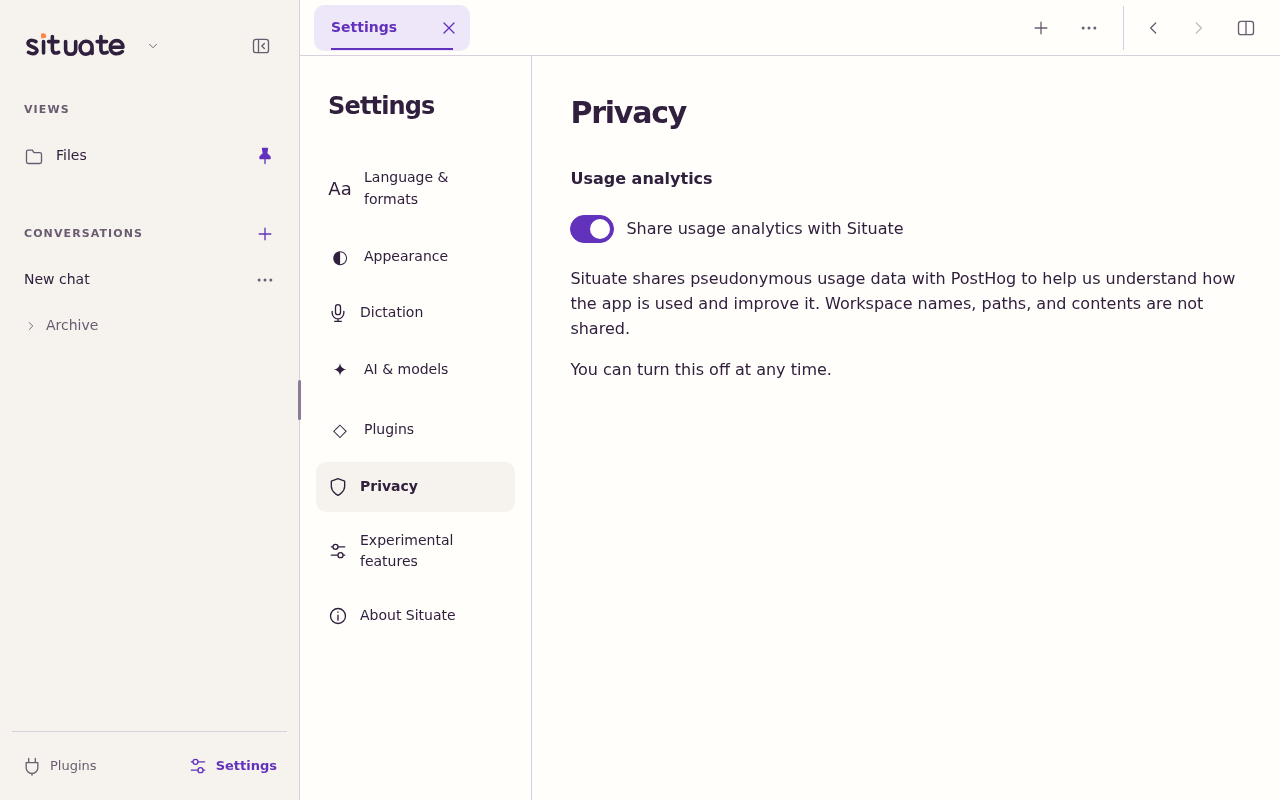 situate
VIEWS
Files
CONVERSATIONS
New chat
Archive
Plugins
Settings
Settings
Settings
Aa
Language &
formats
Appearance
Dictation
AI & models
Plugins
Privacy
Experimental
features
About Situate
Privacy
Usage analytics
Share usage analytics with Situate
Situate shares pseudonymous usage data with PostHog to help us understand how
the app is used and improve it. Workspace names, paths, and contents are not
shared.
You can turn this off at any time.